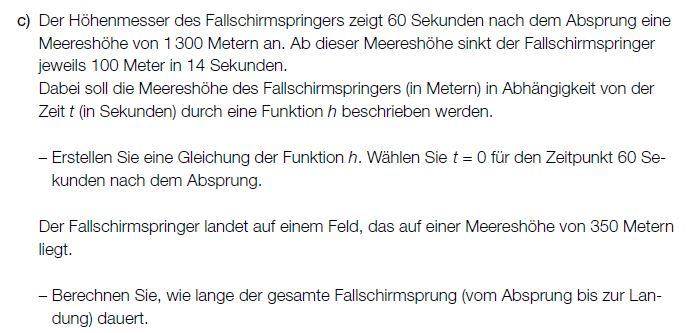 c) Der Höhenmesser des Fallschirmspringers zeigt 60 Sekunden nach dem Absprung eine
Meereshöhe von 1 300 Metern an. Ab dieser Meereshöhe sinkt der Fallschirmspringer
jeweils 100 Meter in 14 Sekunden.
Dabei soll die Meereshöhe des Fallschirmspringers (in Metern) in Abhängigkeit von der
Zeit t (in Sekunden) durch eine Funktion h beschrieben werden.
– Erstellen Sie eine Gleichung der Funktion h. Wählen Sie t = 0 für den Zeitpunkt 60 Se-
kunden nach dem Absprung.
Der Fallschirmspringer landet auf einem Feld, das auf einer Meereshöhe von 350 Metern
liegt.
– Berechnen Sie, wie lange der gesamte Fallschirmsprung (vom Absprung bis zur Lan-
dung) dauert.